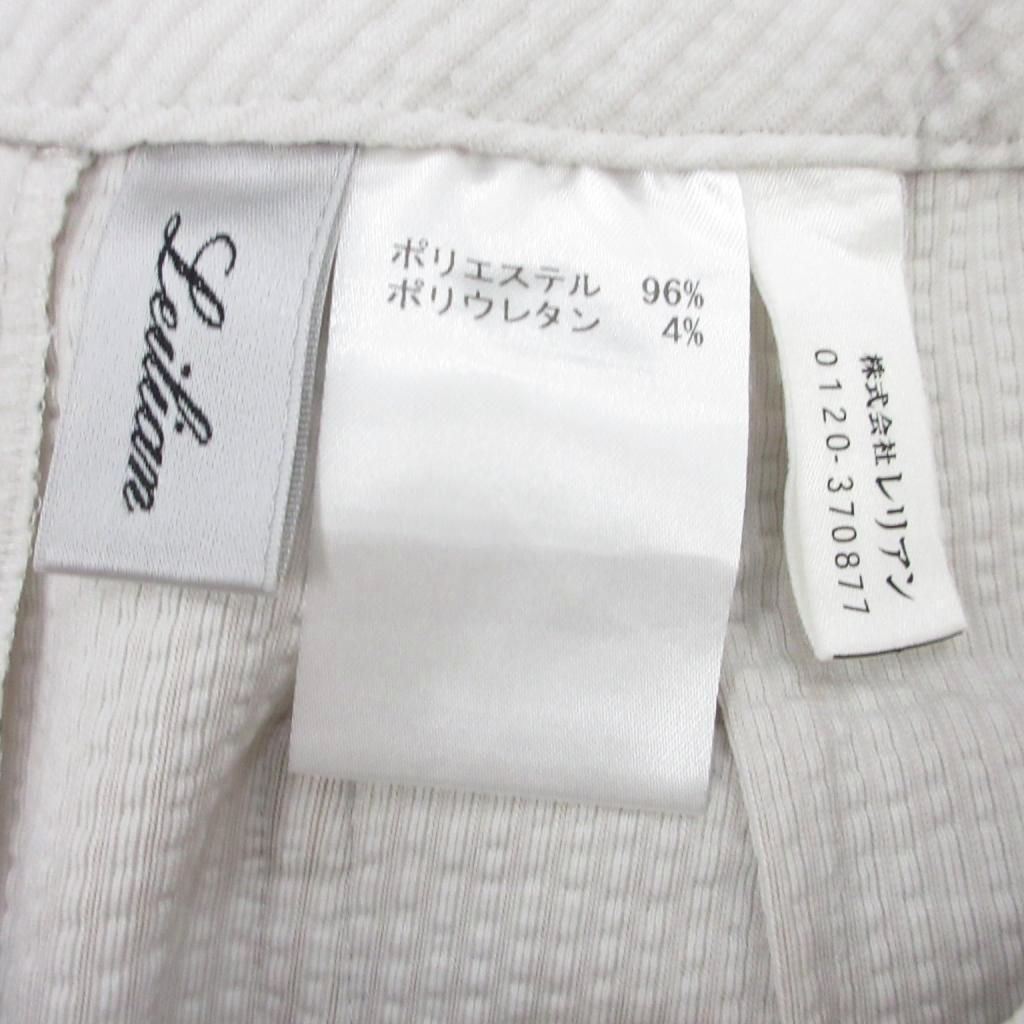 Leilian
ポリエステル 96%
ポリウレタン 4%
株式会社レリアン
0120-370877